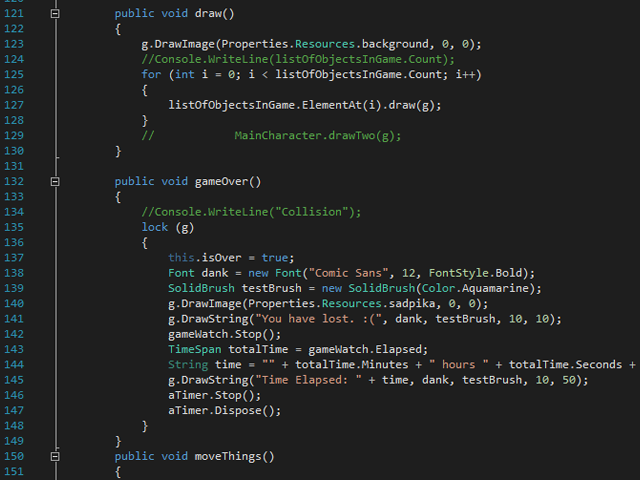 121 public void draw()
122 {
123 g.DrawImage(Properties.Resources.background, 0, 0);
124 //Console.WriteLine(listOfObjectsInGame.Count);
125 for (int i = 0; i < listOfObjectsInGame.Count; i++)
126 {
127 listOfObjectsInGame.ElementAt(i).draw(g);
128 }
129 // MainCharacter.drawTwo(g);
130 }
131
132 public void gameOver()
133 {
134 //Console.WriteLine("Collision");
135 lock (g)
136 {
137 this.isOver = true;
138 Font dank = new Font("Comic Sans", 12, FontStyle.Bold);
139 SolidBrush testBrush = new SolidBrush(Color.Aquamarine);
140 g.DrawImage(Properties.Resources.sadpika, 0, 0);
141 g.DrawString("You have lost. :(", dank, testBrush, 10, 10);
142 gameWatch.Stop();
143 TimeSpan totalTime = gameWatch.Elapsed;
144 String time = "" + totalTime.Minutes + " hours " + totalTime.Seconds +
145 g.DrawString("Time Elapsed: " + time, dank, testBrush, 10, 50);
146 aTimer.Stop();
147 aTimer.Dispose();
148 }
149 }
150 public void moveThings()
151 {